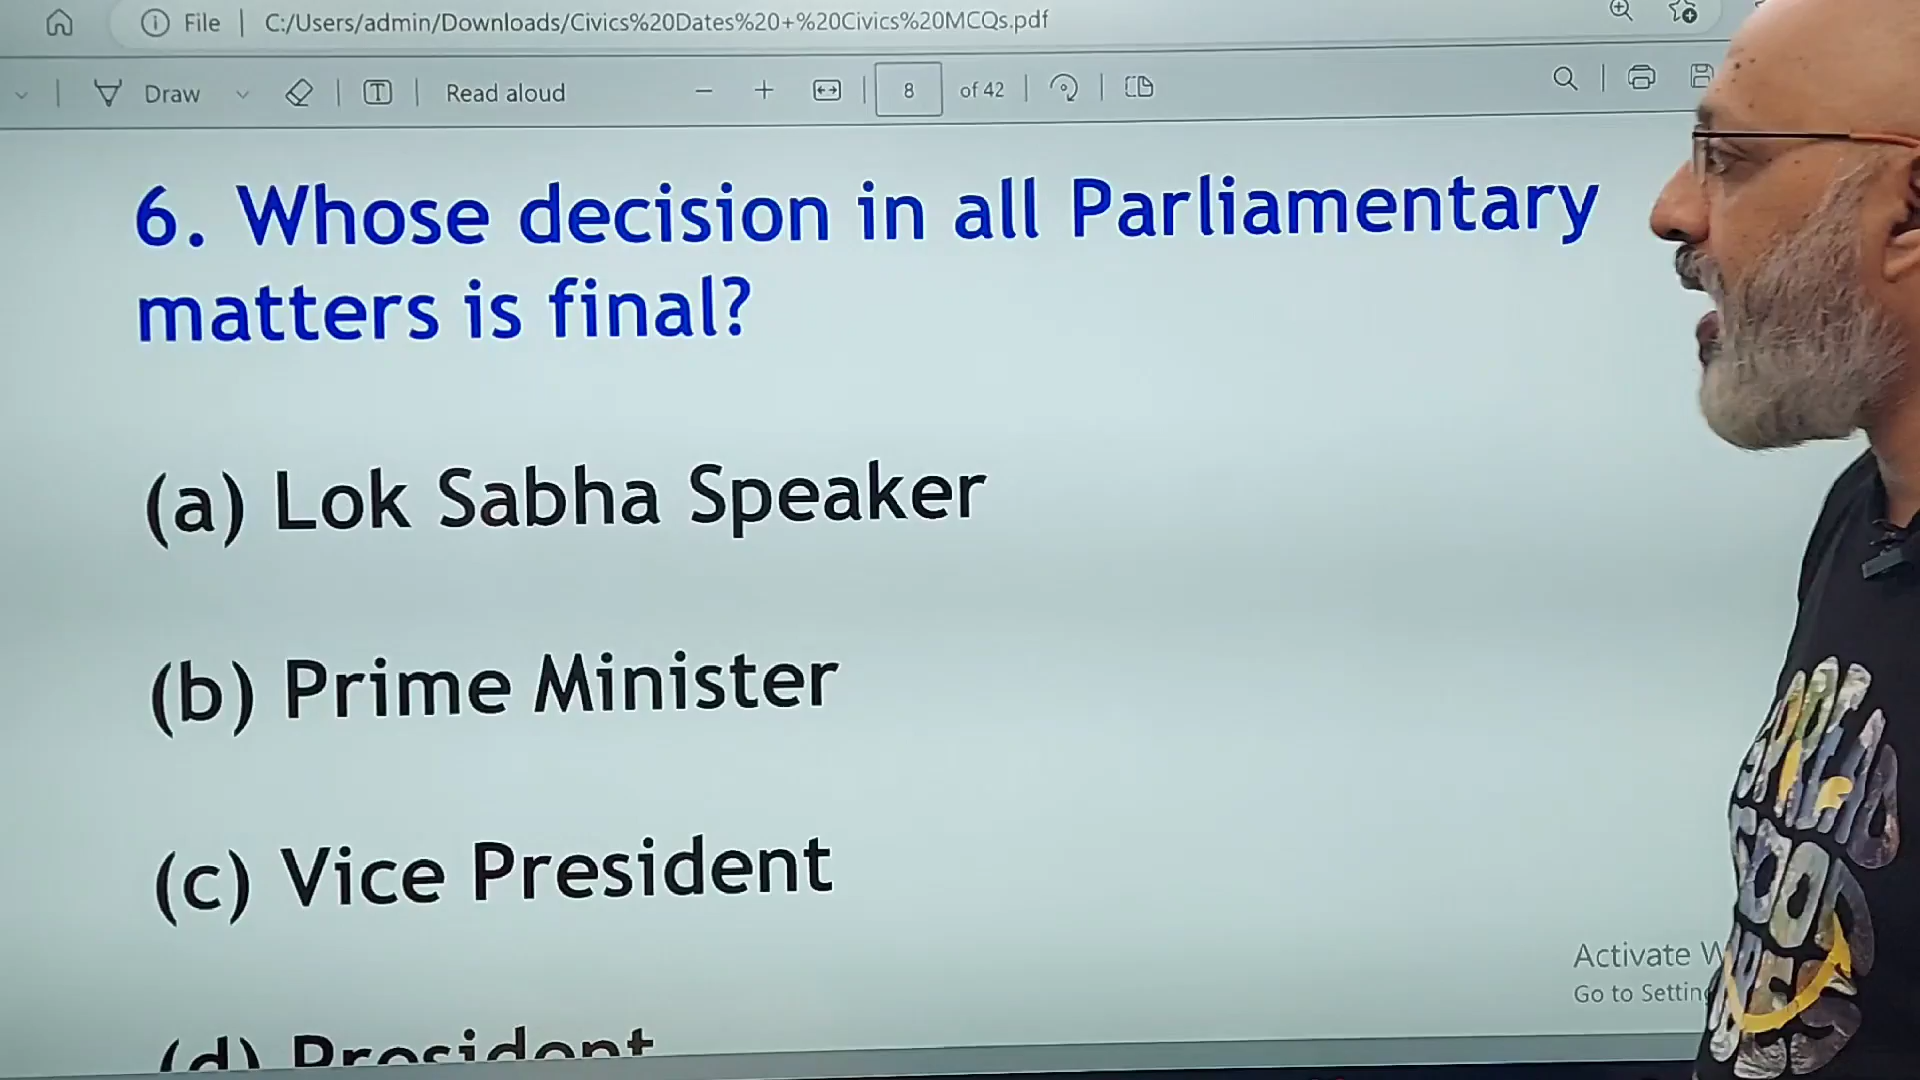 File | C:/Users/admin/Downloads/Civics%20Dates%20+%20Civics%20MCQs.pdf
Draw | T | Read aloud 8 of 42
6. Whose decision in all Parliamentary
matters is final?
(a) Lok Sabha Speaker
(b) Prime Minister
(c) Vice President
(d) President
Activate W
Go to Setting